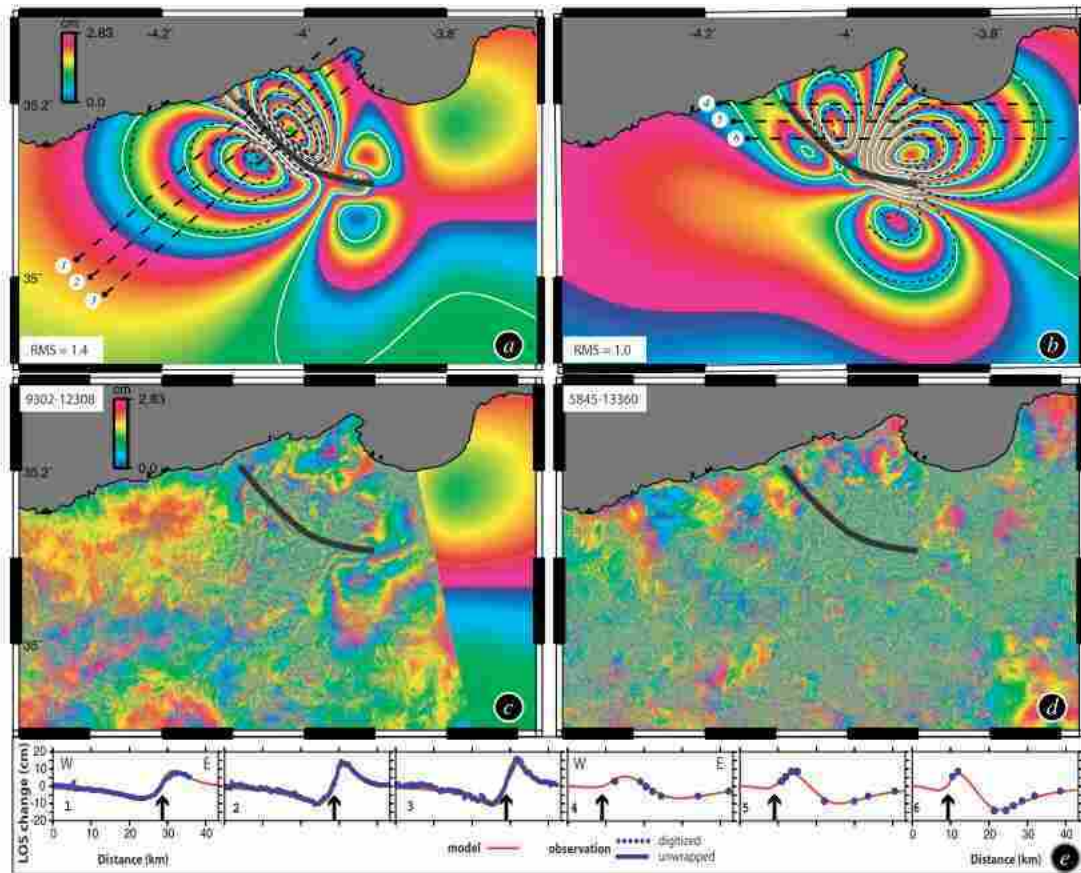 -4.2˚ -4˚ -3.8˚
cm
2.83
0.0
35.2˚
35˚
1
2
3
RMS = 1.4
a
-4.2˚ -4˚ -3.8˚
4
5
6
RMS = 1.0
b
9302-12308
cm
2.83
0.0
35.2˚
35˚
c
5845-13360
d
LOS change (cm)
20
10
0
-10
-20
W E
1
2
3
W E
4
5
6
0 10 20 30 40
0 10 20 30 40
Distance (km)
model
observation
digitized
unwrapped
Distance (km)
e